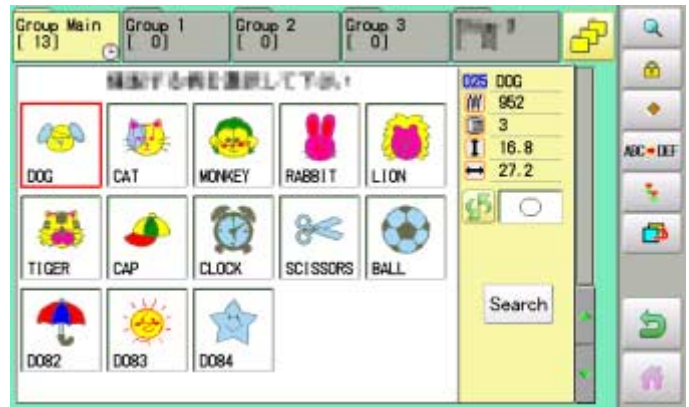 Group Main
[ 13]
Group 1
[ 0]
Group 2
[ 0]
Group 3
[ 0]
D25 DOG
952
3
16.8
27.2
DOG
CAT
MONKEY
RABBIT
LION
TIGER
CAP
CLOCK
SCISSORS
BALL
D082
D083
D084
Search
ABC DEF